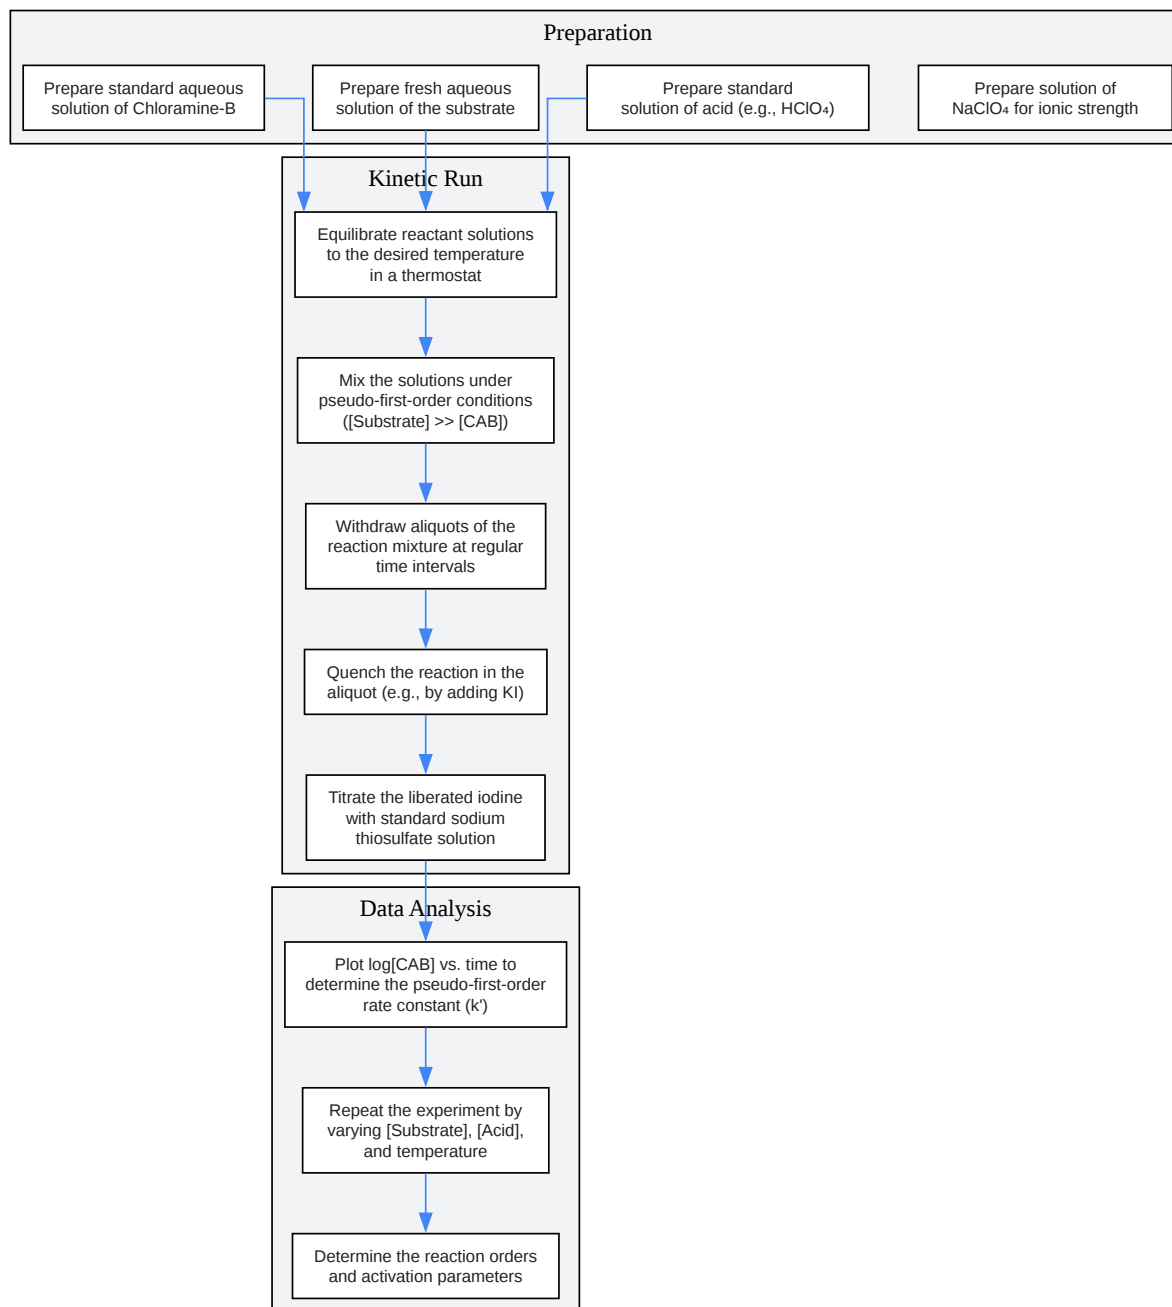 Preparation
Prepare standard aqueous
solution of Chloramine-B
Prepare fresh aqueous
solution of the substrate
Prepare standard
solution of acid (e.g., HClO₄)
Prepare solution of
NaClO₄ for ionic strength
Kinetic Run
Equilibrate reactant solutions
to the desired temperature
in a thermostat
Mix the solutions under
pseudo-first-order conditions
([Substrate] >> [CAB])
Withdraw aliquots of the
reaction mixture at regular
time intervals
Quench the reaction in the
aliquot (e.g., by adding KI)
Titrate the liberated iodine
with standard sodium
thiosulfate solution
Data Analysis
Plot log[CAB] vs. time to
determine the pseudo-first-order
rate constant (k')
Repeat the experiment by
varying [Substrate], [Acid],
and temperature
Determine the reaction orders
and activation parameters